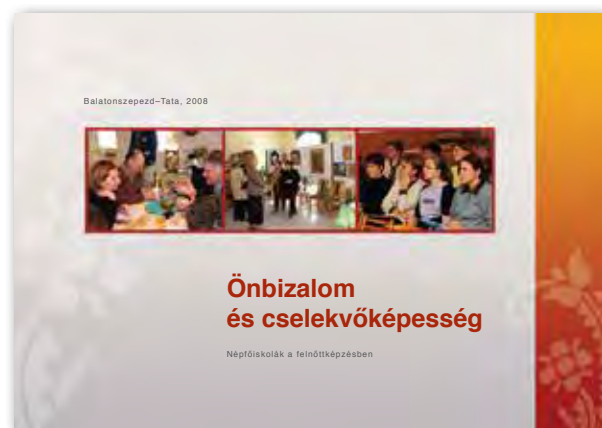 Balatonszepezd–Tata, 2008
Önbizalom
és cselekvőképesség
Népfőiskolák a felnőttképzésben